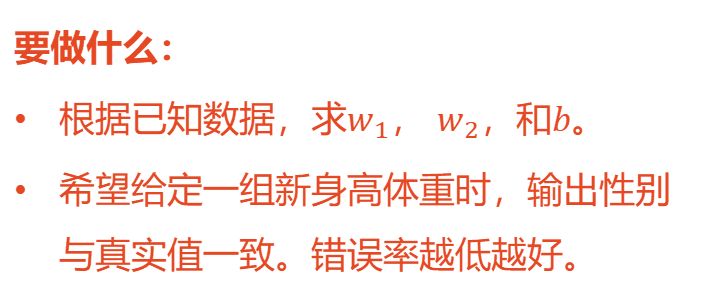 要做什么：
• 根据已知数据，求w₁， w₂，和b。
• 希望给定一组新身高体重时，输出性别
与真实值一致。错误率越低越好。